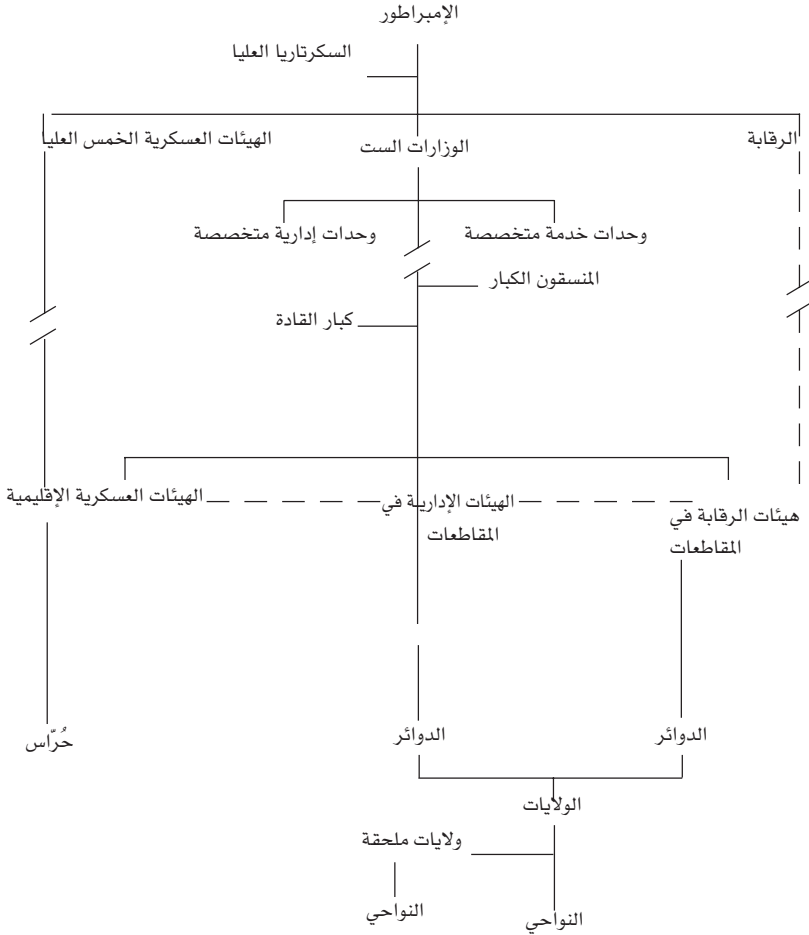 الإمبراطور
السكرتاريا العليا
الرقابة
الوزارات الست
الهيئات العسكرية الخمس العليا
وحدات خدمة متخصصة
وحدات إدارية متخصصة
المنسقون الكبار
كبار القادة
هيئات الرقابة في
المقاطعات
الهيئات الإدارية في
المقاطعات
الهيئات العسكرية الإقليمية
الدوائر
الدوائر
حُرّاس
الولايات
ولايات ملحقة
النواحي
النواحي